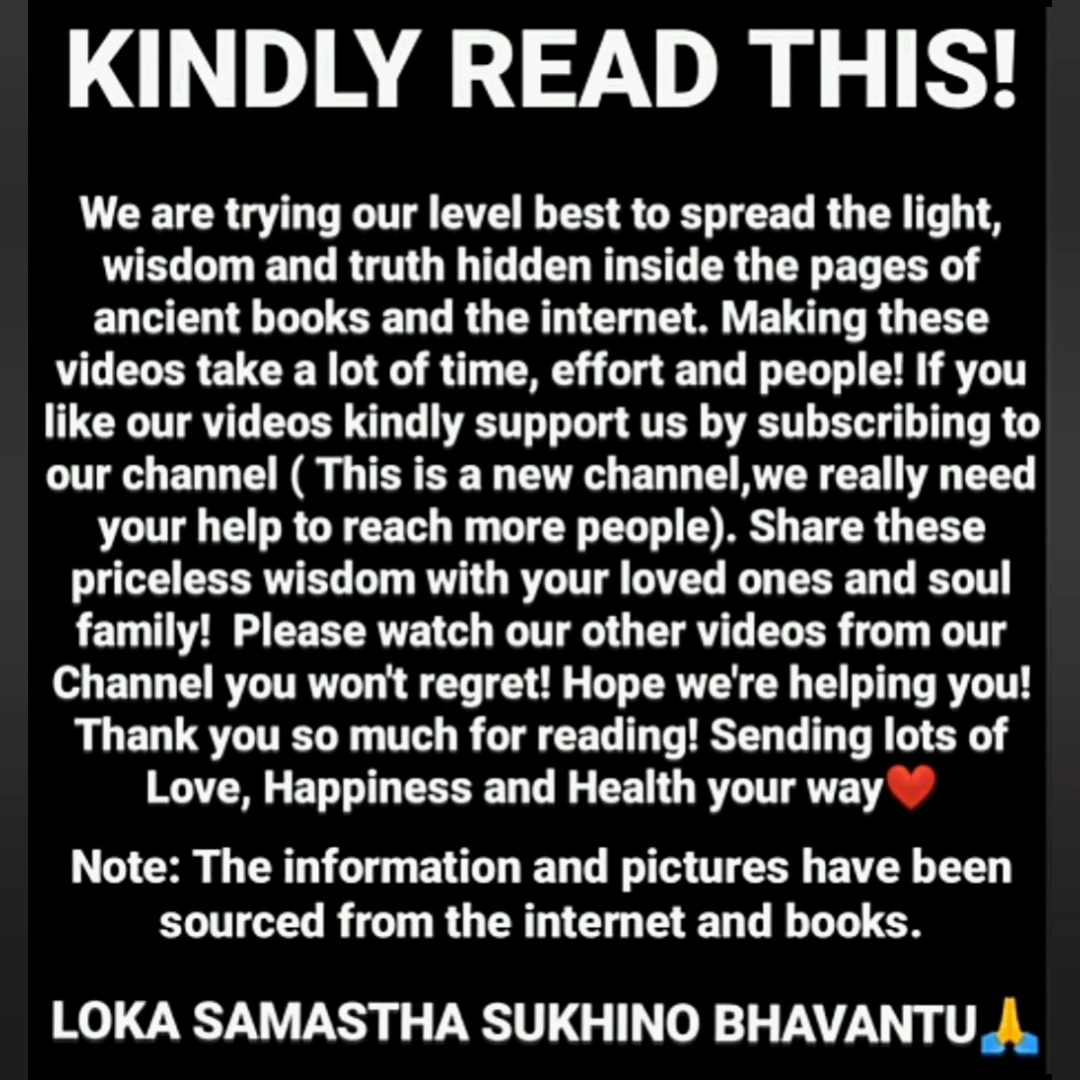 KINDLY READ THIS!
We are trying our level best to spread the light,
wisdom and truth hidden inside the pages of
ancient books and the internet. Making these
videos take a lot of time, effort and people! If you
like our videos kindly support us by subscribing to
our channel ( This is a new channel,we really need
your help to reach more people). Share these
priceless wisdom with your loved ones and soul
family!  Please watch our other videos from our
Channel you won't regret! Hope we're helping you!
Thank you so much for reading! Sending lots of
Love, Happiness and Health your way❤️
Note: The information and pictures have been
sourced from the internet and books.
LOKA SAMASTHA SUKHINO BHAVANTU🙏